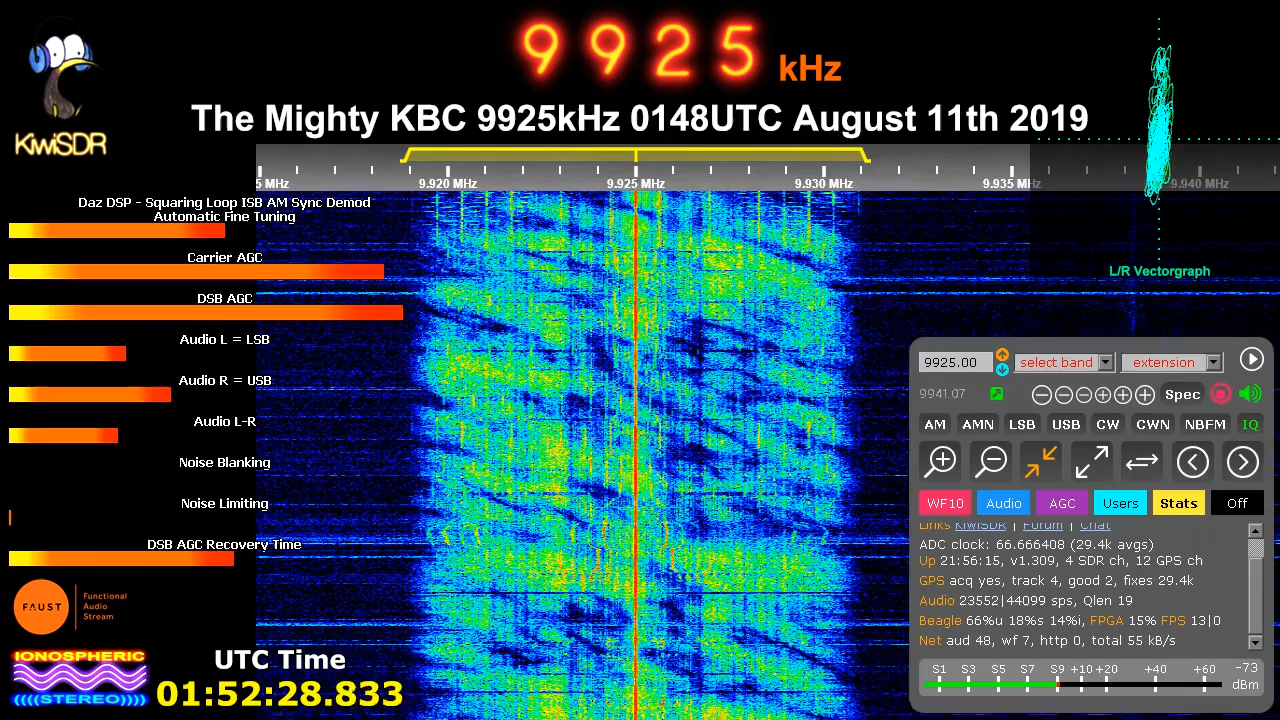 9925 kHz
KiwiSDR
The Mighty KBC 9925kHz 0148UTC August 11th 2019
5 MHz
9.920 MHz
9.925 MHz
9.930 MHz
9.935 MHz
9.940 MHz
Daz DSP - Squaring Loop ISB AM Sync Demod
Automatic Fine Tuning
Carrier AGC
DSB AGC
Audio L = LSB
Audio R = USB
Audio L-R
Noise Blanking
Noise Limiting
DSB AGC Recovery Time
FAUST
Functional
Audio
Stream
IONOSPHERIC
((((STEREO))))
UTC Time
01:52:28.833
L/R Vectorgraph
9925.00 select band extension
9941.07 Spec
AM AMN LSB USB CW CWN NBFM IQ
WF10 Audio AGC Users Stats Off
Links KiwiSDR | Forum | Chat
ADC clock: 66.666408 (29.4k avgs)
Up 21:56:15, v1.309, 4 SDR ch, 12 GPS ch
GPS acq yes, track 4, good 2, fixes 29.4k
Audio 23552|44099 sps, Qlen 19
Beagle 18%s 14%i, FPGA 15% FPS 13|0
Net aud 48, wf 7, http 0, total 55 kB/s
S1 S3 S5 S7 S9 +10 +20 +40 +60 -73
dBm